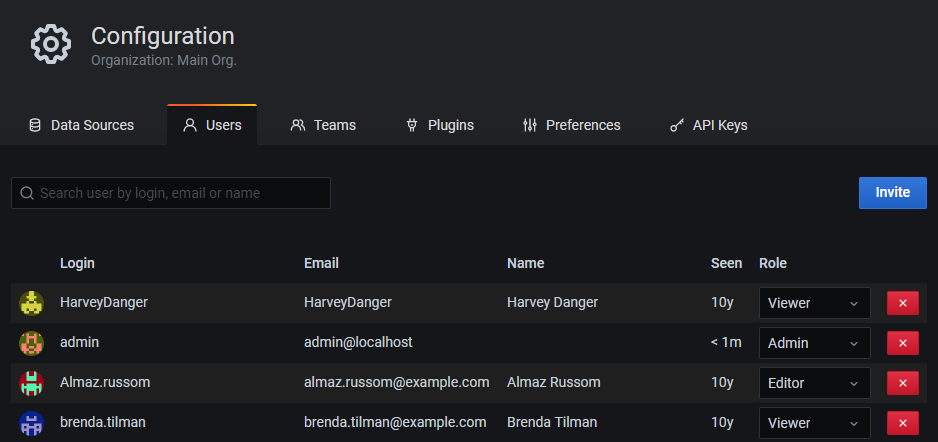 Configuration
Organization: Main Org.
Data Sources Users Teams Plugins Preferences API Keys
Search user by login, email or name Invite
Login Email Name Seen Role
HarveyDanger HarveyDanger Harvey Danger 10y Viewer
admin admin@localhost < 1m Admin
Almaz.russom almaz.russom@example.com Almaz Russom 10y Editor
brenda.tilman brenda.tilman@example.com Brenda Tilman 10y Viewer